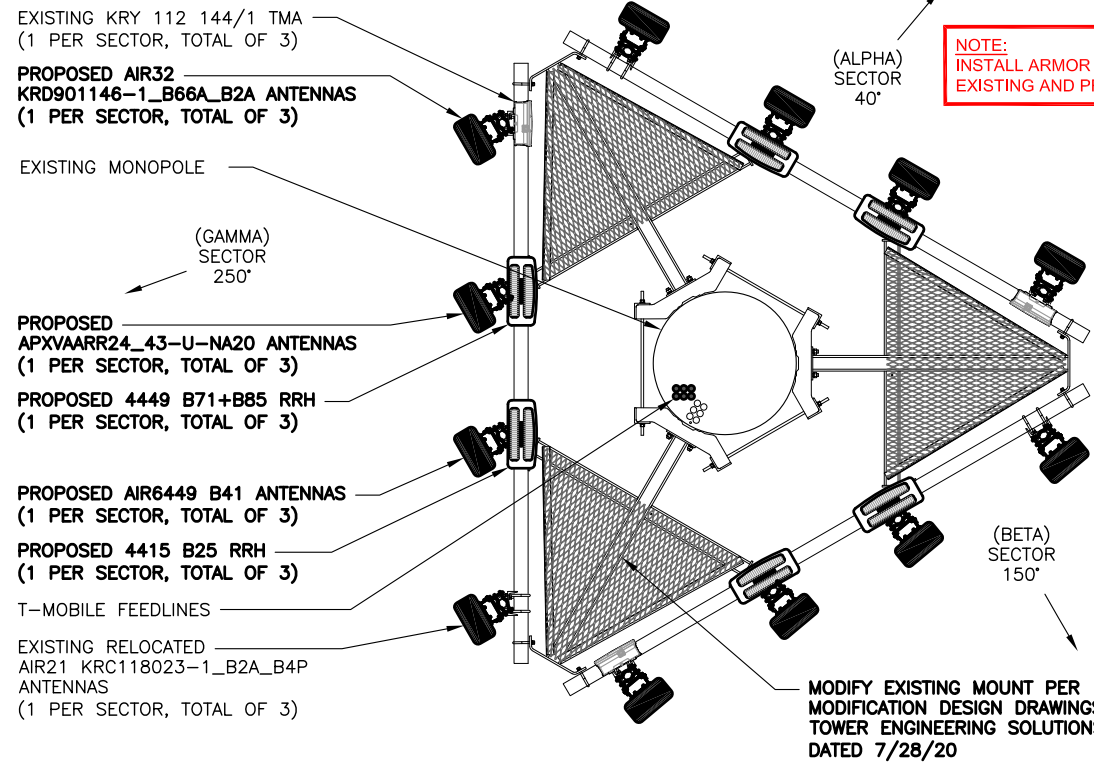 EXISTING KRY 112 144/1 TMA
(1 PER SECTOR, TOTAL OF 3)
PROPOSED AIR32
KRD901146-1_B66A_B2A ANTENNAS
(1 PER SECTOR, TOTAL OF 3)
EXISTING MONOPOLE
(GAMMA)
SECTOR
250°
PROPOSED
APXVAARR24_43-U-NA20 ANTENNAS
(1 PER SECTOR, TOTAL OF 3)
PROPOSED 4449 B71+B85 RRH
(1 PER SECTOR, TOTAL OF 3)
PROPOSED AIR6449 B41 ANTENNAS
(1 PER SECTOR, TOTAL OF 3)
PROPOSED 4415 B25 RRH
(1 PER SECTOR, TOTAL OF 3)
T-MOBILE FEEDLINES
EXISTING RELOCATED
AIR21 KRC118023-1_B2A_B4P
ANTENNAS
(1 PER SECTOR, TOTAL OF 3)
(ALPHA)
SECTOR
40°
NOTE:
INSTALL ARMOR
EXISTING AND
(BETA)
SECTOR
150°
MODIFY EXISTING MOUNT PER
MODIFICATION DESIGN DRAWINGS
TOWER ENGINEERING SOLUTIONS
DATED 7/28/20